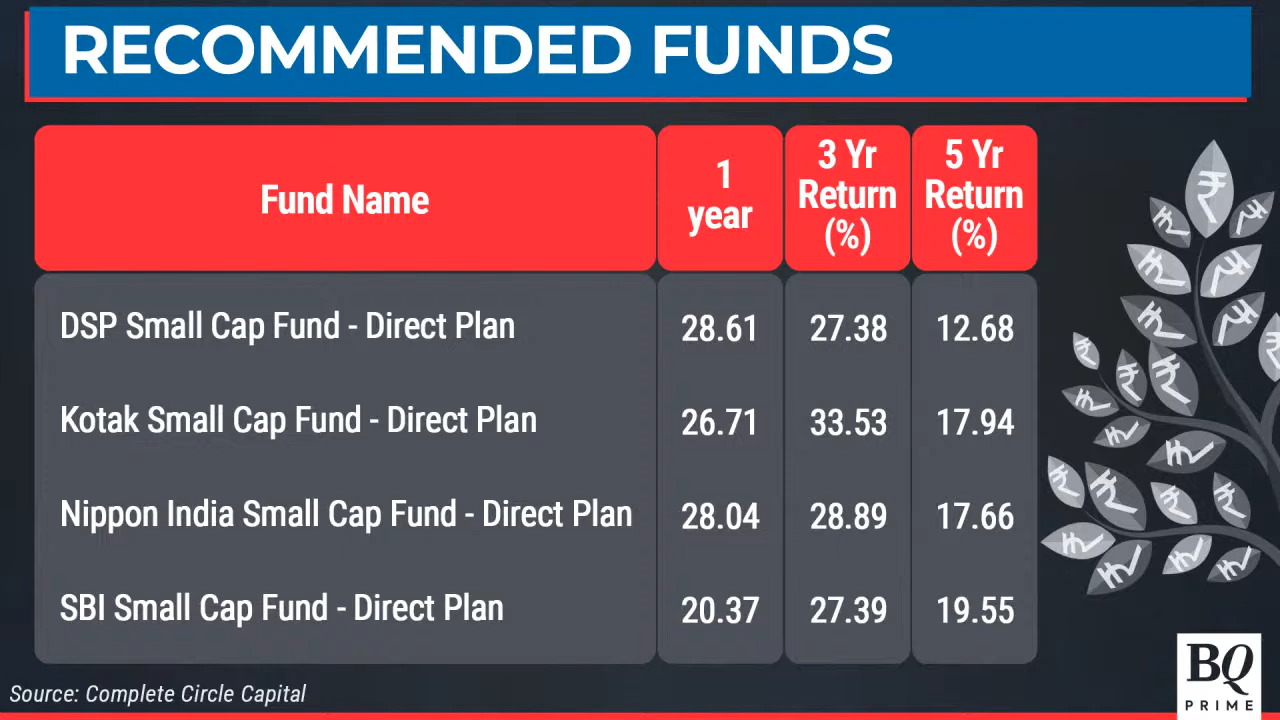 RECOMMENDED FUNDS
Fund Name
1
year
3 Yr
Return
(%)
5 Yr
Return
(%)
DSP Small Cap Fund - Direct Plan 28.61 27.38 12.68
Kotak Small Cap Fund - Direct Plan 26.71 33.53 17.94
Nippon India Small Cap Fund - Direct Plan 28.04 28.89 17.66
SBI Small Cap Fund - Direct Plan 20.37 27.39 19.55
Source: Complete Circle Capital
BQ
PRIME